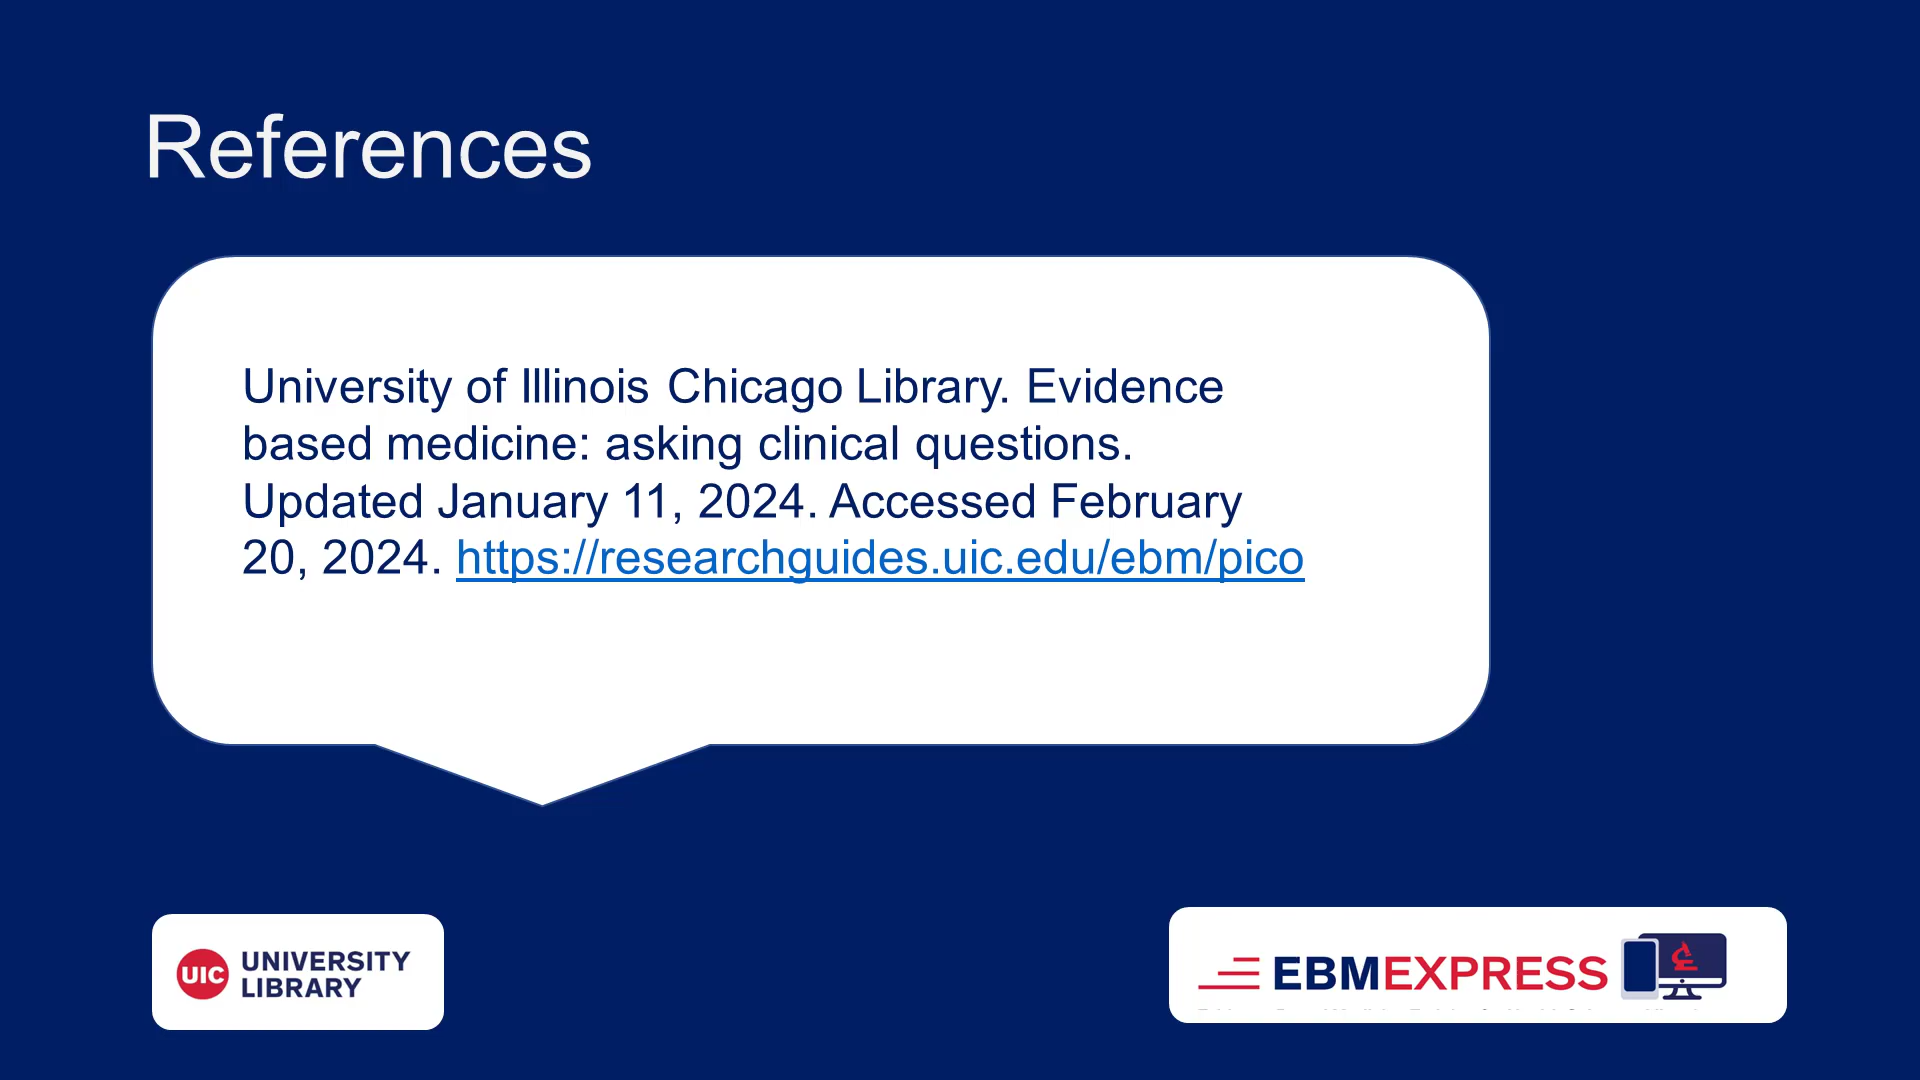 References
University of Illinois Chicago Library. Evidence
based medicine: asking clinical questions.
Updated January 11, 2024. Accessed February
20, 2024. https://researchguides.uic.edu/ebm/pico
UIC UNIVERSITY
LIBRARY
EBMEXPRESS